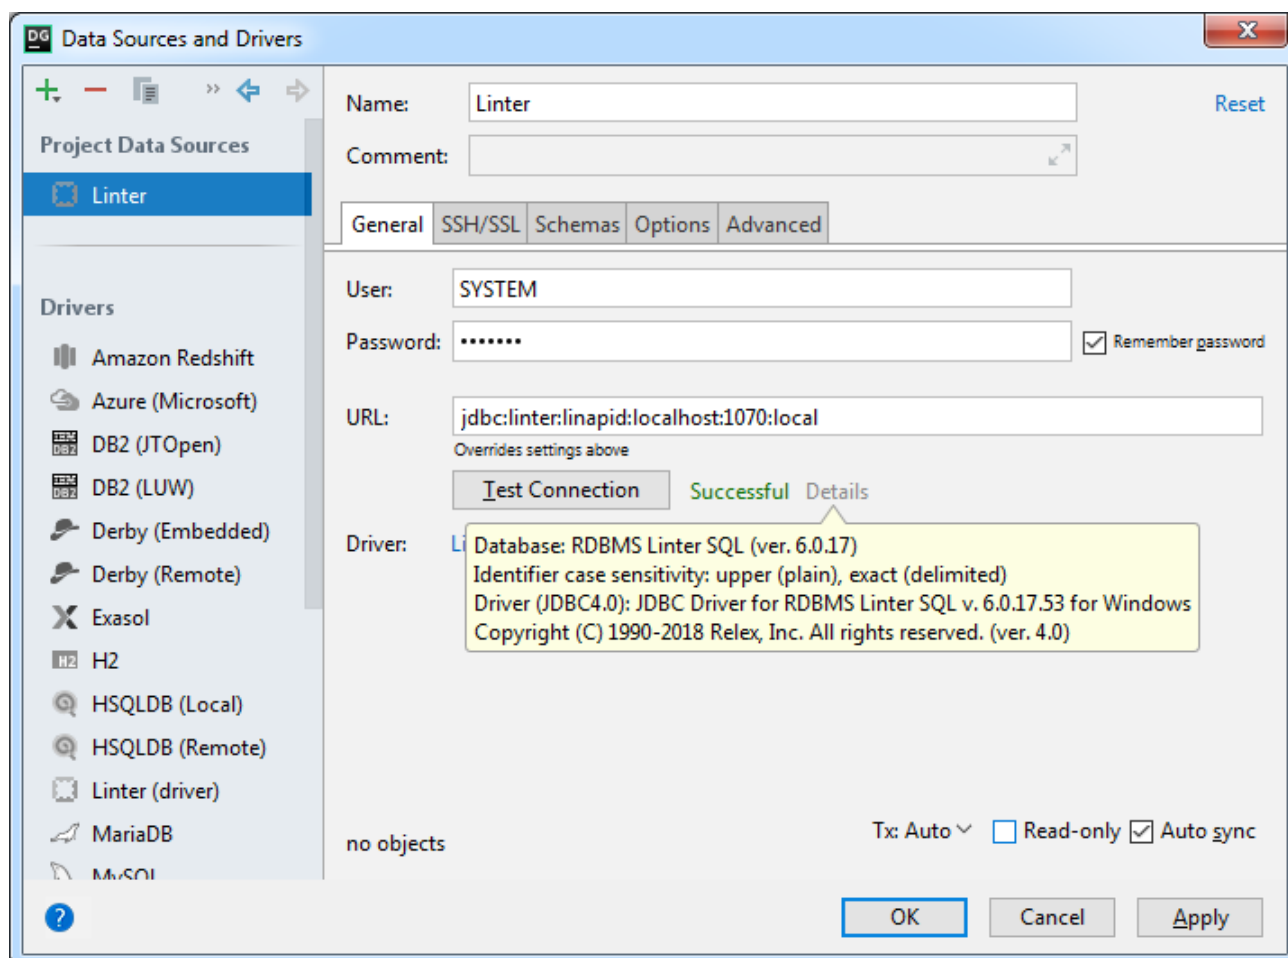 DG Data Sources and Drivers
Project Data Sources
Linter
Drivers
Amazon Redshift
Azure (Microsoft)
DB2 (JTOpen)
DB2 (LUW)
Derby (Embedded)
Derby (Remote)
Exasol
H2 H2
HSQLDB (Local)
HSQLDB (Remote)
Linter (driver)
MariaDB
MySQL
Name: Linter Reset
Comment:
General SSH/SSL Schemas Options Advanced
User: SYSTEM
Password: ••••••• Remember password
URL: jdbc:linter:linapid:localhost:1070:local
Overrides settings above
Test Connection Successful Details
Driver: Li
Database: RDBMS Linter SQL (ver. 6.0.17)
Identifier case sensitivity: upper (plain), exact (delimited)
Driver (JDBC4.0): JDBC Driver for RDBMS Linter SQL v. 6.0.17.53 for Windows
Copyright (C) 1990-2018 Relex, Inc. All rights reserved. (ver. 4.0)
no objects Tx: Auto Read-only Auto sync
? OK Cancel Apply